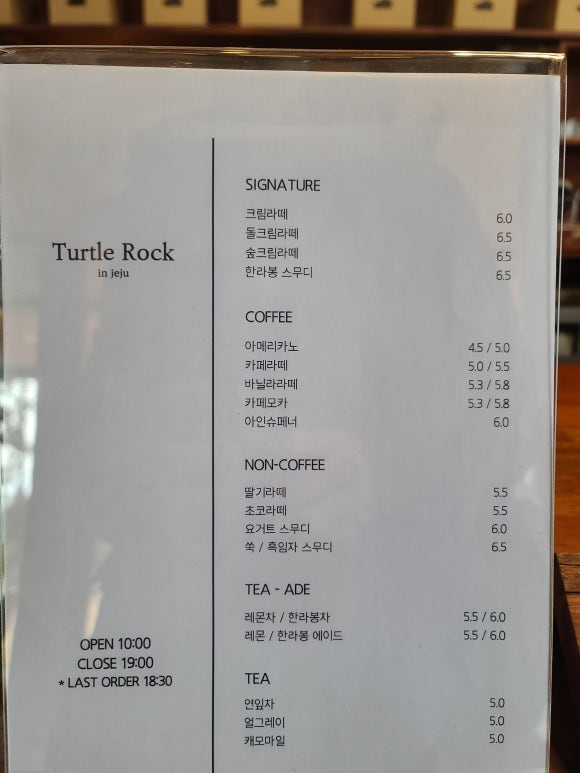 Turtle Rock
in jeju
OPEN 10:00
CLOSE 19:00
* LAST ORDER 18:30
SIGNATURE
크림라떼 6.0
돌크림라떼 6.5
숲크림라떼 6.5
한라봉 스무디 6.5
COFFEE
아메리카노 4.5 / 5.0
카페라떼 5.0 / 5.5
바닐라라떼 5.3 / 5.8
카페모카 5.3 / 5.8
아인슈페너 6.0
NON-COFFEE
딸기라떼 5.5
초코라떼 5.5
요거트 스무디 6.0
쑥 / 흑임자 스무디 6.5
TEA - ADE
레몬차 / 한라봉차 5.5 / 6.0
레몬 / 한라봉 에이드 5.5 / 6.0
TEA
연잎차 5.0
얼그레이 5.0
캐모마일 5.0